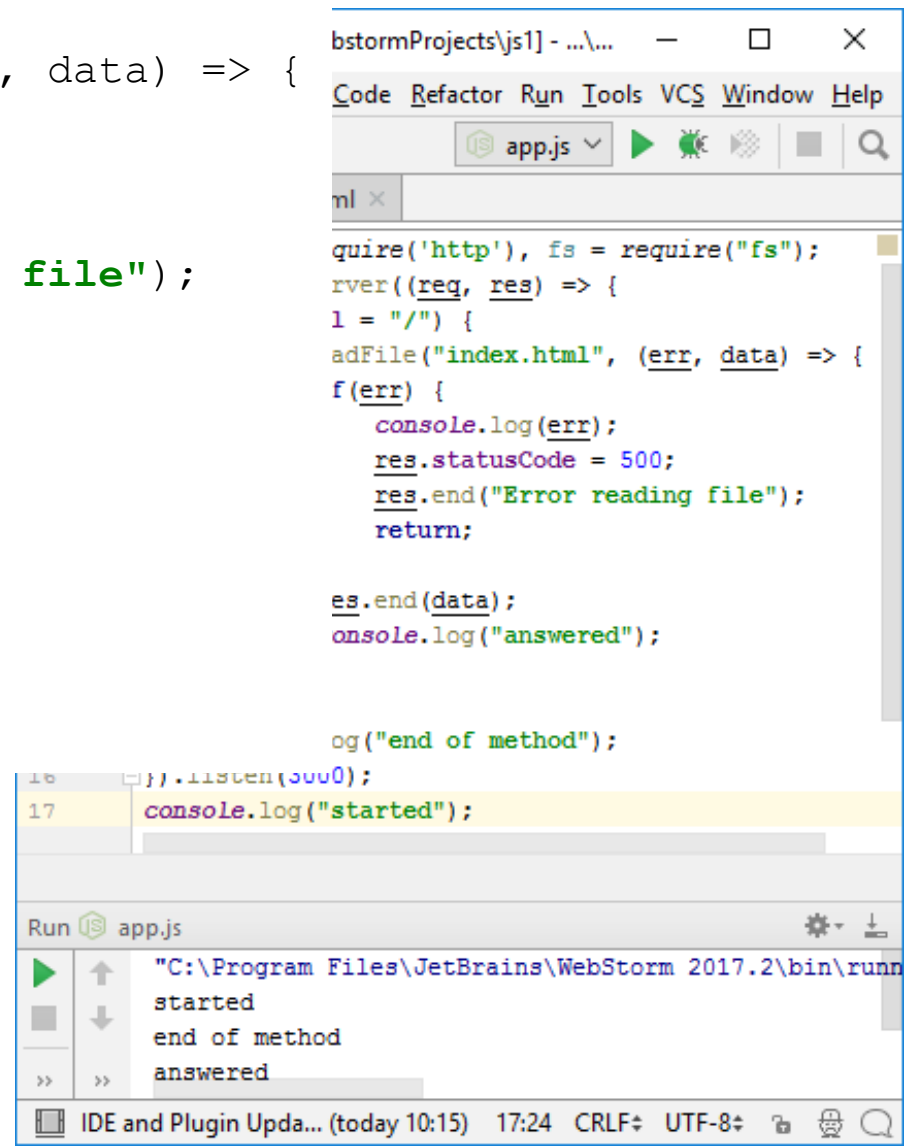 bstormProjects\js1] - ...\...
, data) => {
Code Refactor Run Tools VCS Window Help
app.js
ml
quire('http'), fs = require("fs");
file");
rver((req, res) => {
l = "/") {
adFile("index.html", (err, data) => {
f(err) {
console.log(err);
res.statusCode = 500;
res.end("Error reading file");
return;
es.end(data);
onsole.log("answered");
og("end of method");
16 }).listen(3000);
17 console.log("started");
Run app.js
"C:\Program Files\JetBrains\WebStorm 2017.2\bin\runn
started
end of method
answered
IDE and Plugin Upda... (today 10:15) 17:24 CRLF UTF-8